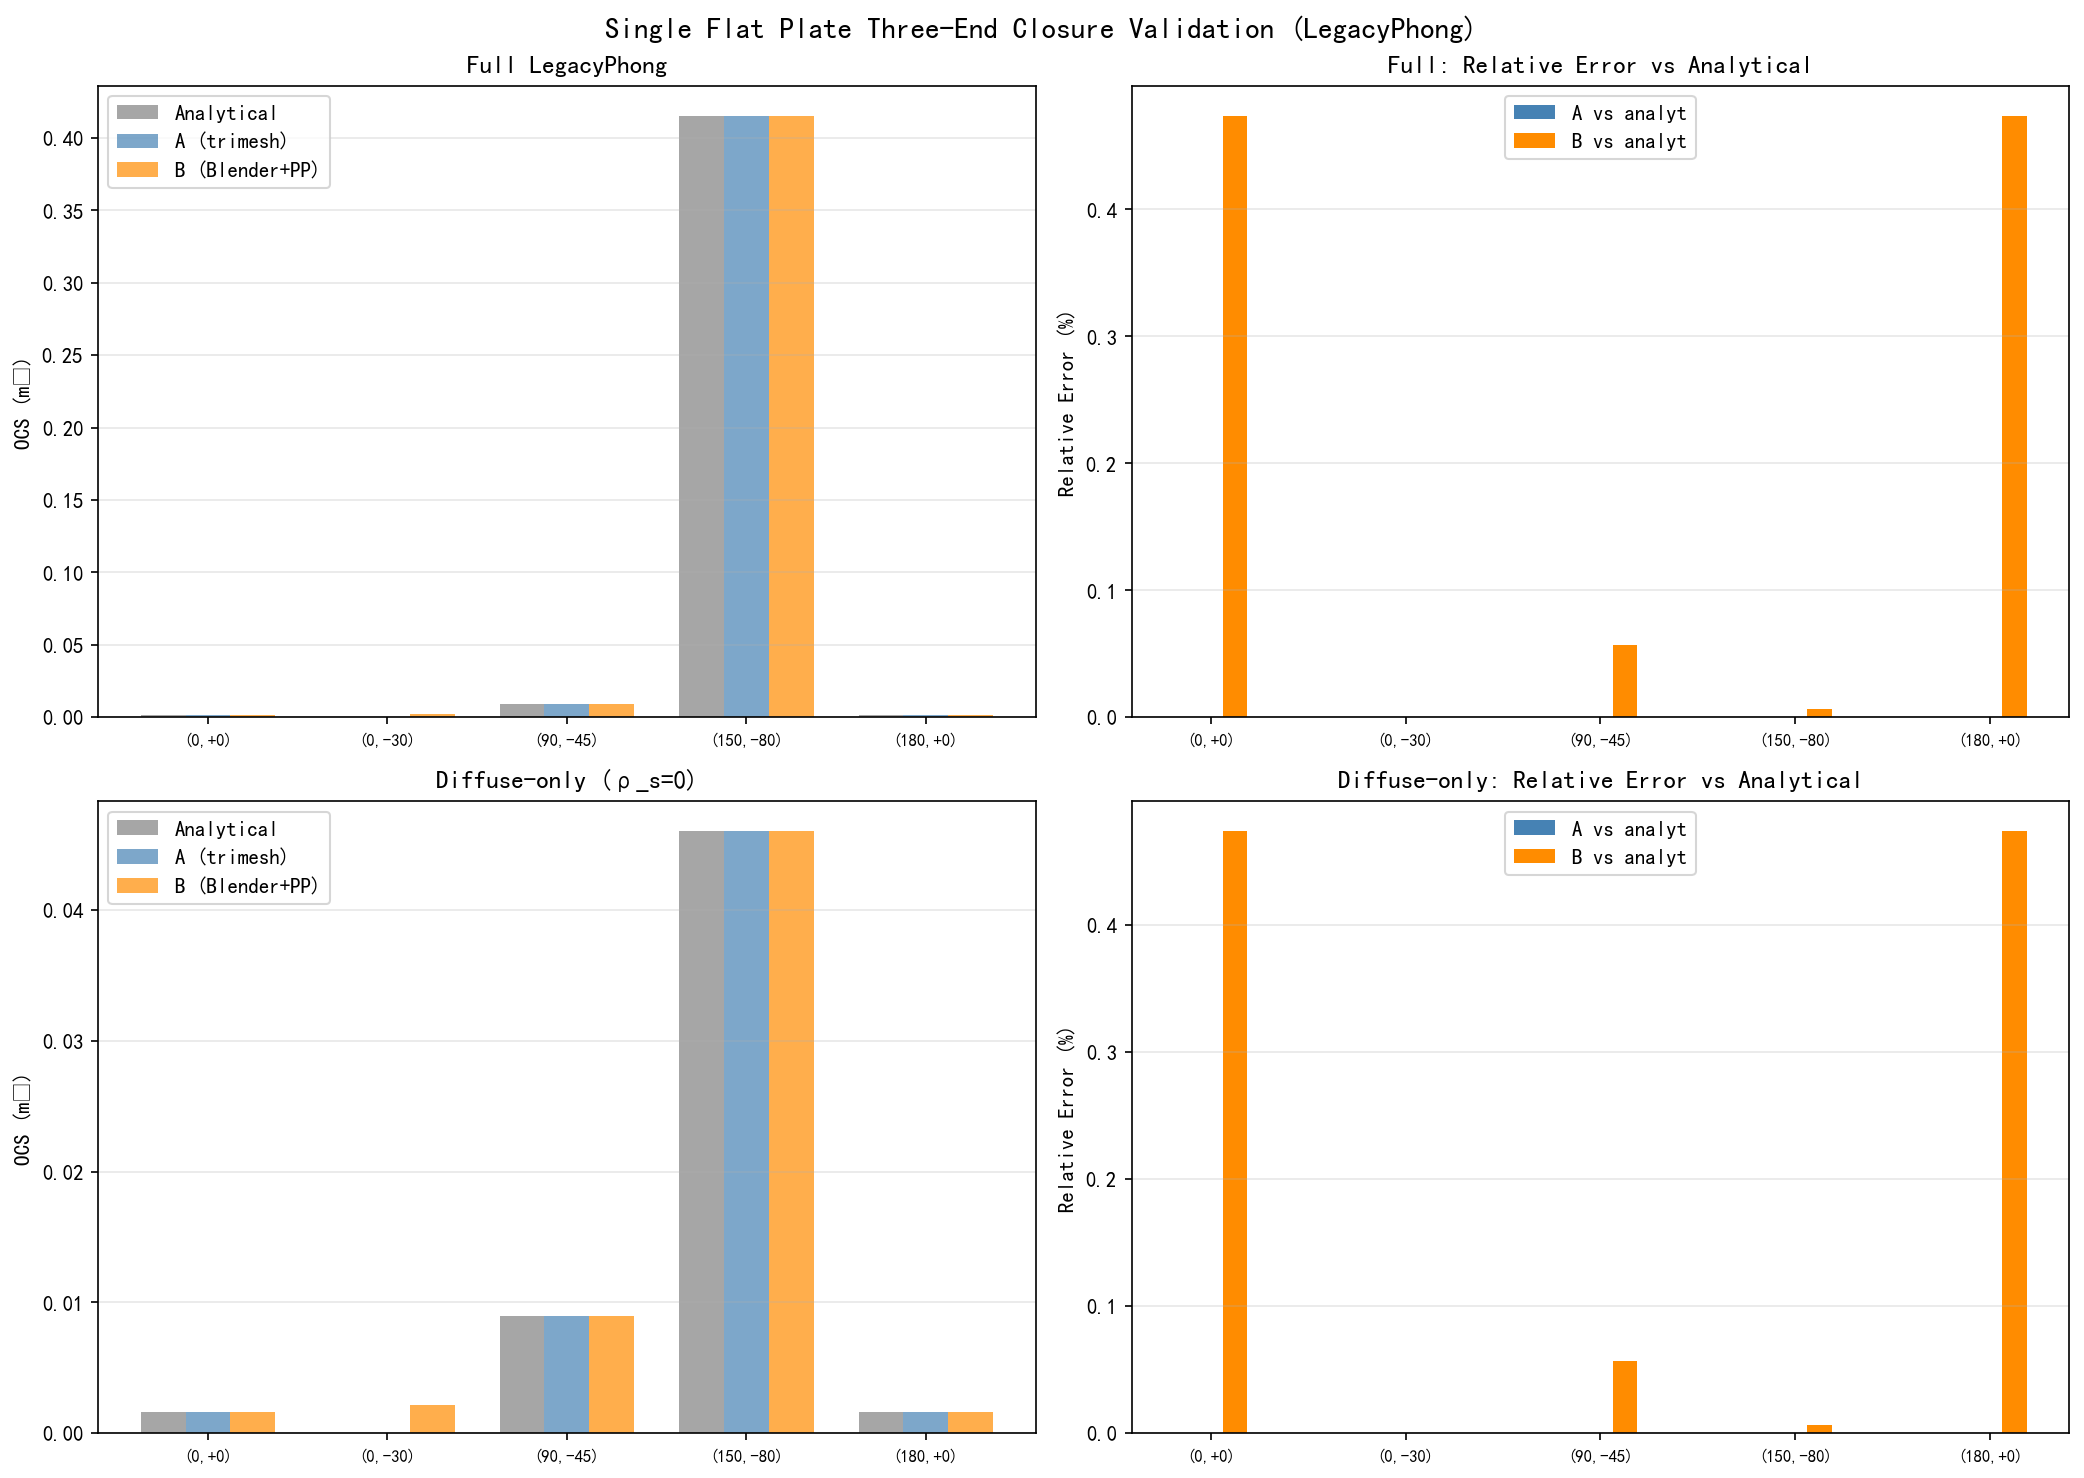 Single Flat Plate Three-End Closure Validation (LegacyPhong)
Full LegacyPhong
Analytical
A (trimesh)
B (Blender+PP)
OCS (m□)
0.40
0.35
0.30
0.25
0.20
0.15
0.10
0.05
0.00
(0,+0) (0,-30) (90,-45) (150,-80) (180,+0)
Full: Relative Error vs Analytical
A vs analyt
B vs analyt
Relative Error (%)
0.4
0.3
0.2
0.1
0.0
(0,+0) (0,-30) (90,-45) (150,-80) (180,+0)
Diffuse-only (ρ_s=0)
Analytical
A (trimesh)
B (Blender+PP)
OCS (m□)
0.04
0.03
0.02
0.01
0.00
(0,+0) (0,-30) (90,-45) (150,-80) (180,+0)
Diffuse-only: Relative Error vs Analytical
A vs analyt
B vs analyt
Relative Error (%)
0.4
0.3
0.2
0.1
0.0
(0,+0) (0,-30) (90,-45) (150,-80) (180,+0)